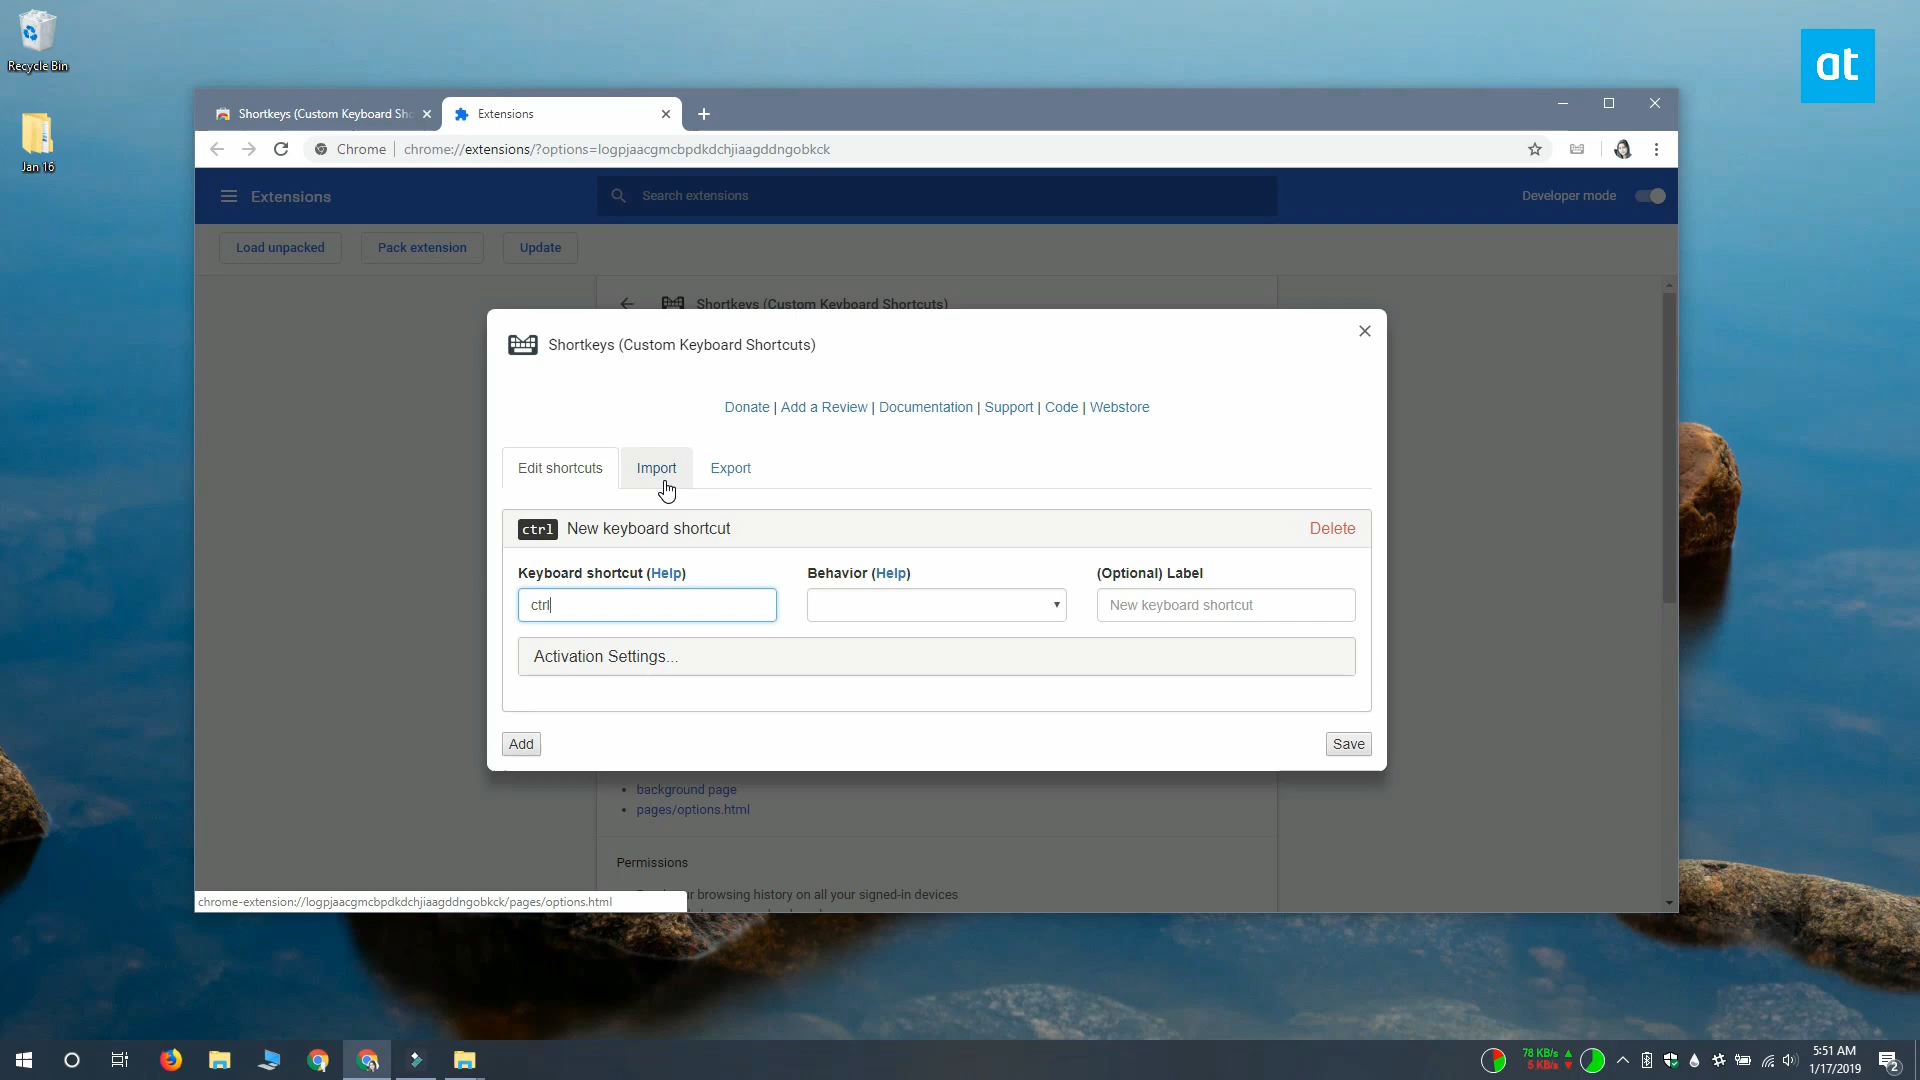 Recycle Bin
Jan 16
at
Shortkeys (Custom Keyboard Sho
Extensions
Chrome
chrome://extensions/?options=logpjaacgmcbpdkdchjiaagddngobkck
Extensions
Search extensions
Developer mode
Load unpacked
Pack extension
Update
Shortkeys (Custom Keyboard Shortcuts)
Shortkeys (Custom Keyboard Shortcuts)
Donate | Add a Review | Documentation | Support | Code | Webstore
Edit shortcuts
Import
Export
ctrl New keyboard shortcut
Delete
Keyboard shortcut (Help)
Behavior (Help)
(Optional) Label
ctrl
New keyboard shortcut
Activation Settings...
Add
Save
background page
pages/options.html
Permissions
browsing history on all your signed-in devices
chrome-extension://logpjaacgmcbpdkdchjiaagddngobkck/pages/options.html
78 KB/s
5 KB/s
5:51 AM
1/17/2019
2